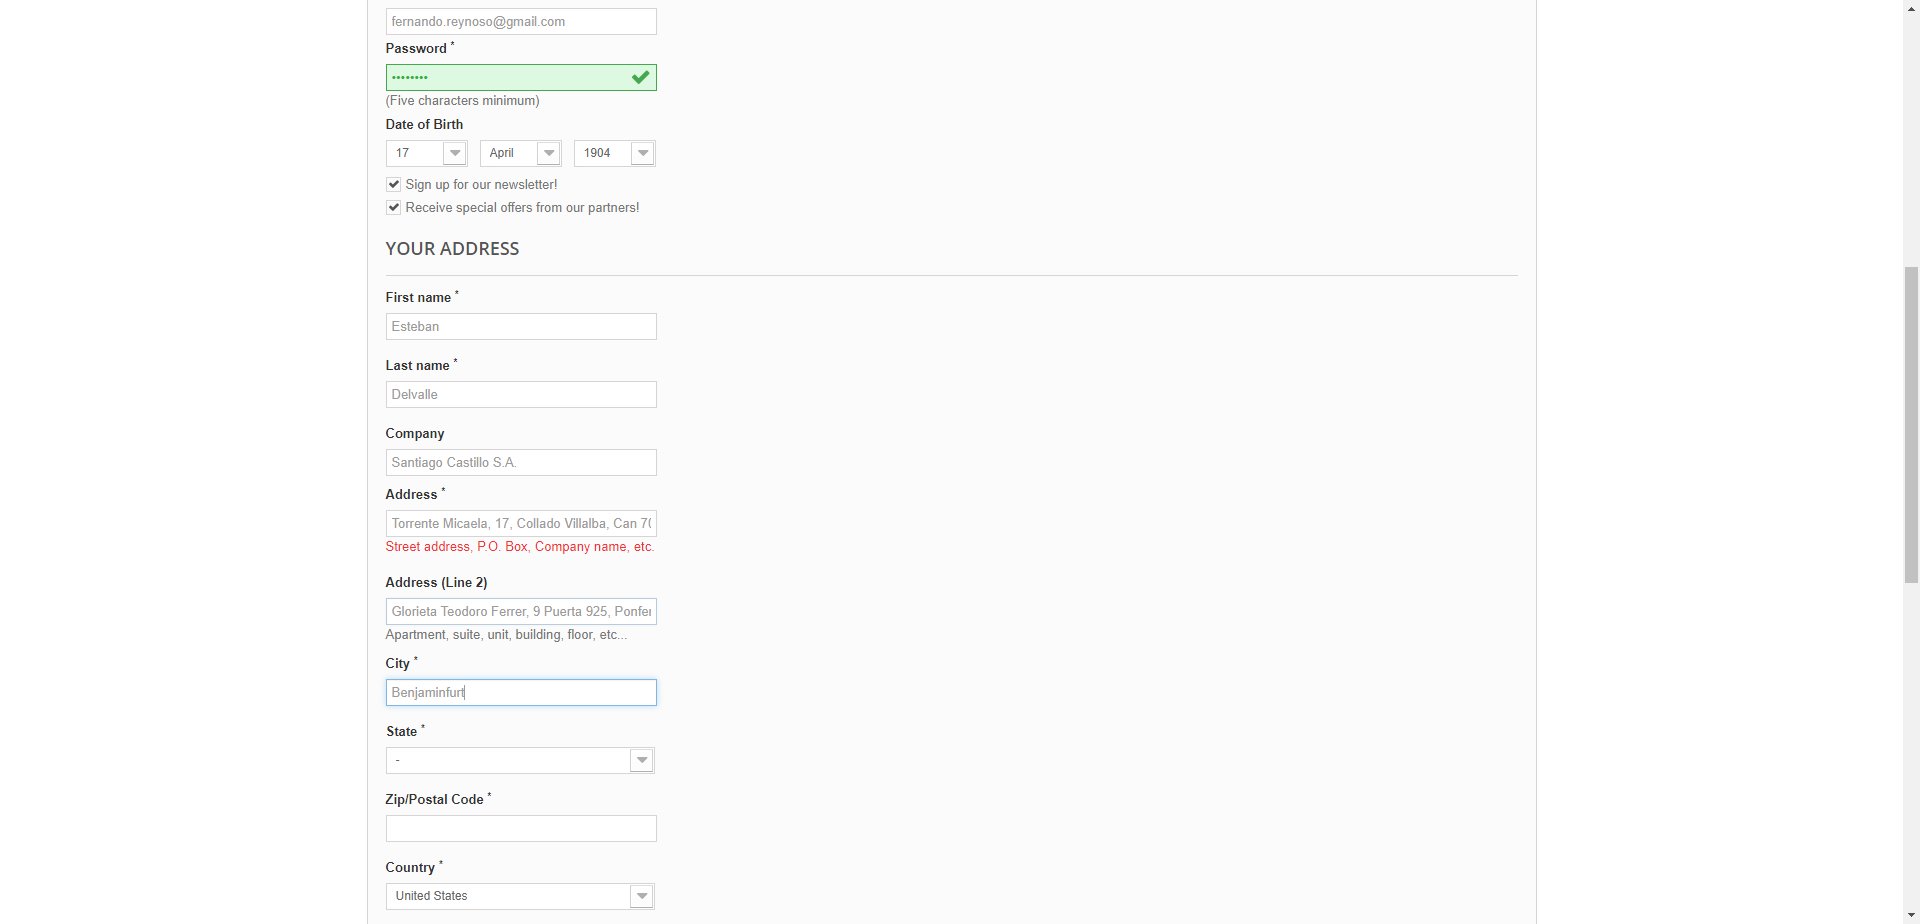 fernando.reynoso@gmail.com
Password *
••••••••
(Five characters minimum)
Date of Birth
17 April 1904
Sign up for our newsletter!
Receive special offers from our partners!
YOUR ADDRESS
First name *
Esteban
Last name *
Delvalle
Company
Santiago Castillo S.A.
Address *
Torrente Micaela, 17, Collado Villalba, Can 70
Street address, P.O. Box, Company name, etc.
Address (Line 2)
Glorieta Teodoro Ferrer, 9 Puerta 925, Ponfer
Apartment, suite, unit, building, floor, etc...
City *
Benjaminfurt
State *
-
Zip/Postal Code *
Country *
United States